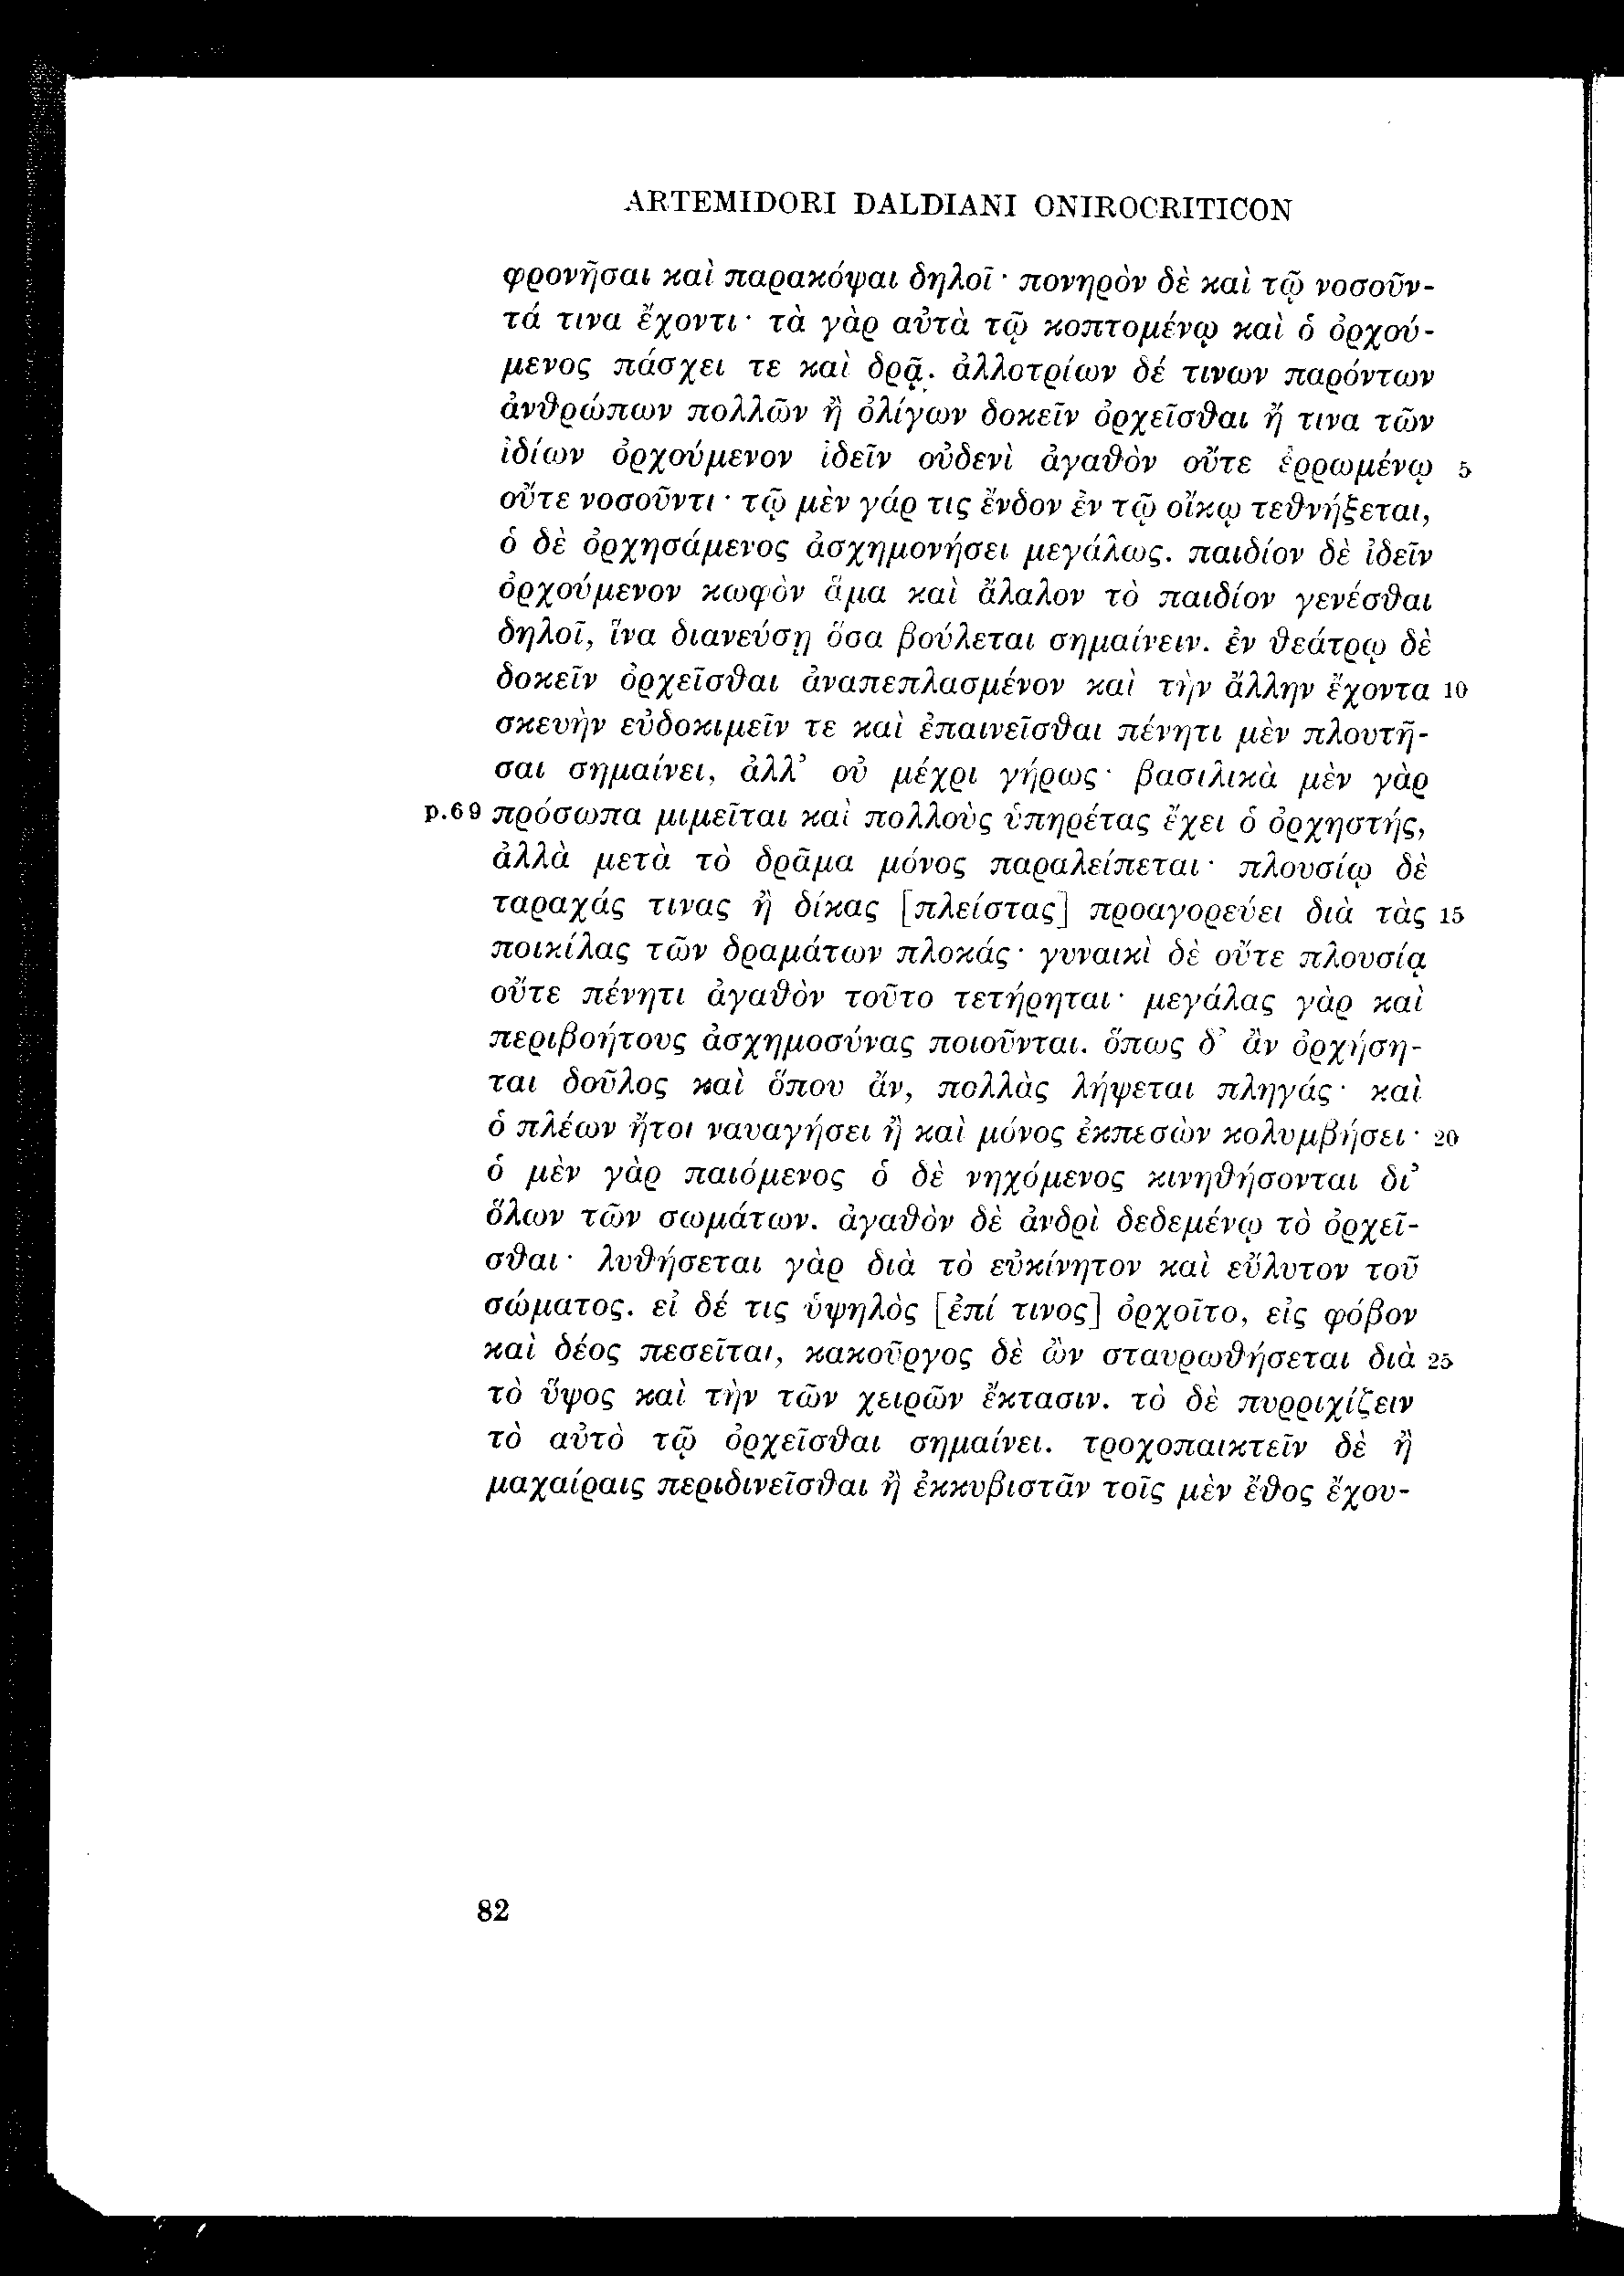 ARTEMIDORI DALDIANI ONIROCRITICON
φρονῆσαι καὶ παρακόψαι δηλοῖ· πονηρὸν δὲ καὶ τῷ νοσοῦν-
τά τινα ἔχοντι· τὰ γὰρ αὐτὰ τῷ κοπτομένῳ καὶ ὁ ὀρχού-
μενος πάσχει τε καὶ δρᾷ. ἀλλοτρίων δέ τινων παρόντων
ἀνθρώπων πολλῶν ἢ ὀλίγων δοκεῖν ὀρχεῖσθαι ἤ τινα τῶν
ἰδίων ὀρχούμενον ἰδεῖν οὐδενὶ ἀγαθὸν οὔτε ἐρρωμένῳ 5
οὔτε νοσοῦντι· τῷ μὲν γάρ τις ἔνδον ἐν τῷ οἴκῳ τεθνήξεται,
ὁ δὲ ὀρχησάμενος ἀσχημονήσει μεγάλως. παιδίον δὲ ἰδεῖν
ὀρχούμενον κωφὸν ἅμα καὶ ἄλαλον τὸ παιδίον γενέσθαι
δηλοῖ, ἵνα διανεύσῃ ὅσα βούλεται σημαίνειν. ἐν θεάτρῳ δὲ
δοκεῖν ὀρχεῖσθαι ἀναπεπλασμένον καὶ τὴν ἄλλην ἔχοντα 10
σκευὴν εὐδοκιμεῖν τε καὶ ἐπαινεῖσθαι πένητι μὲν πλουτῆ-
σαι σημαίνει, ἀλλ’ οὐ μέχρι γήρως· βασιλικὰ μὲν γὰρ
p.69 πρόσωπα μιμεῖται καὶ πολλοὺς ὑπηρέτας ἔχει ὁ ὀρχηστής,
ἀλλὰ μετὰ τὸ δρᾶμα μόνος παραλείπεται· πλουσίῳ δὲ
ταραχάς τινας ἢ δίκας [πλείστας] προαγορεύει διὰ τὰς 15
ποικίλας τῶν δραμάτων πλοκάς· γυναικὶ δὲ οὔτε πλουσίᾳ
οὔτε πένητι ἀγαθὸν τοῦτο τετήρηται· μεγάλας γὰρ καὶ
περιβοήτους ἀσχημοσύνας ποιοῦνται. ὅπως δ’ ἂν ὀρχήση-
ται δοῦλος καὶ ὅπου ἄν, πολλὰς λήψεται πληγάς· καὶ
ὁ πλέων ἤτοι ναυαγήσει ἢ καὶ μόνος ἐκπεσὼν κολυμβήσει· 20
ὁ μὲν γὰρ παιόμενος ὁ δὲ νηχόμενος κινηθήσονται δι’
ὅλων τῶν σωμάτων. ἀγαθὸν δὲ ἀνδρὶ δεδεμένῳ τὸ ὀρχεῖ-
σθαι· λυθήσεται γὰρ διὰ τὸ εὐκίνητον καὶ εὔλυτον τοῦ
σώματος. εἰ δέ τις ὑψηλὸς [ἐπί τινος] ὀρχοῖτο, εἰς φόβον
καὶ δέος πεσεῖται, κακοῦργος δὲ ὢν σταυρωθήσεται διὰ 25
τὸ ὕψος καὶ τὴν τῶν χειρῶν ἔκτασιν. τὸ δὲ πυρριχίζειν
τὸ αὐτὸ τῷ ὀρχεῖσθαι σημαίνει. τροχοπαικτεῖν δὲ ἢ
μαχαίραις περιδινεῖσθαι ἢ ἐκκυβιστᾶν τοῖς μὲν ἔθος ἔχου-
82